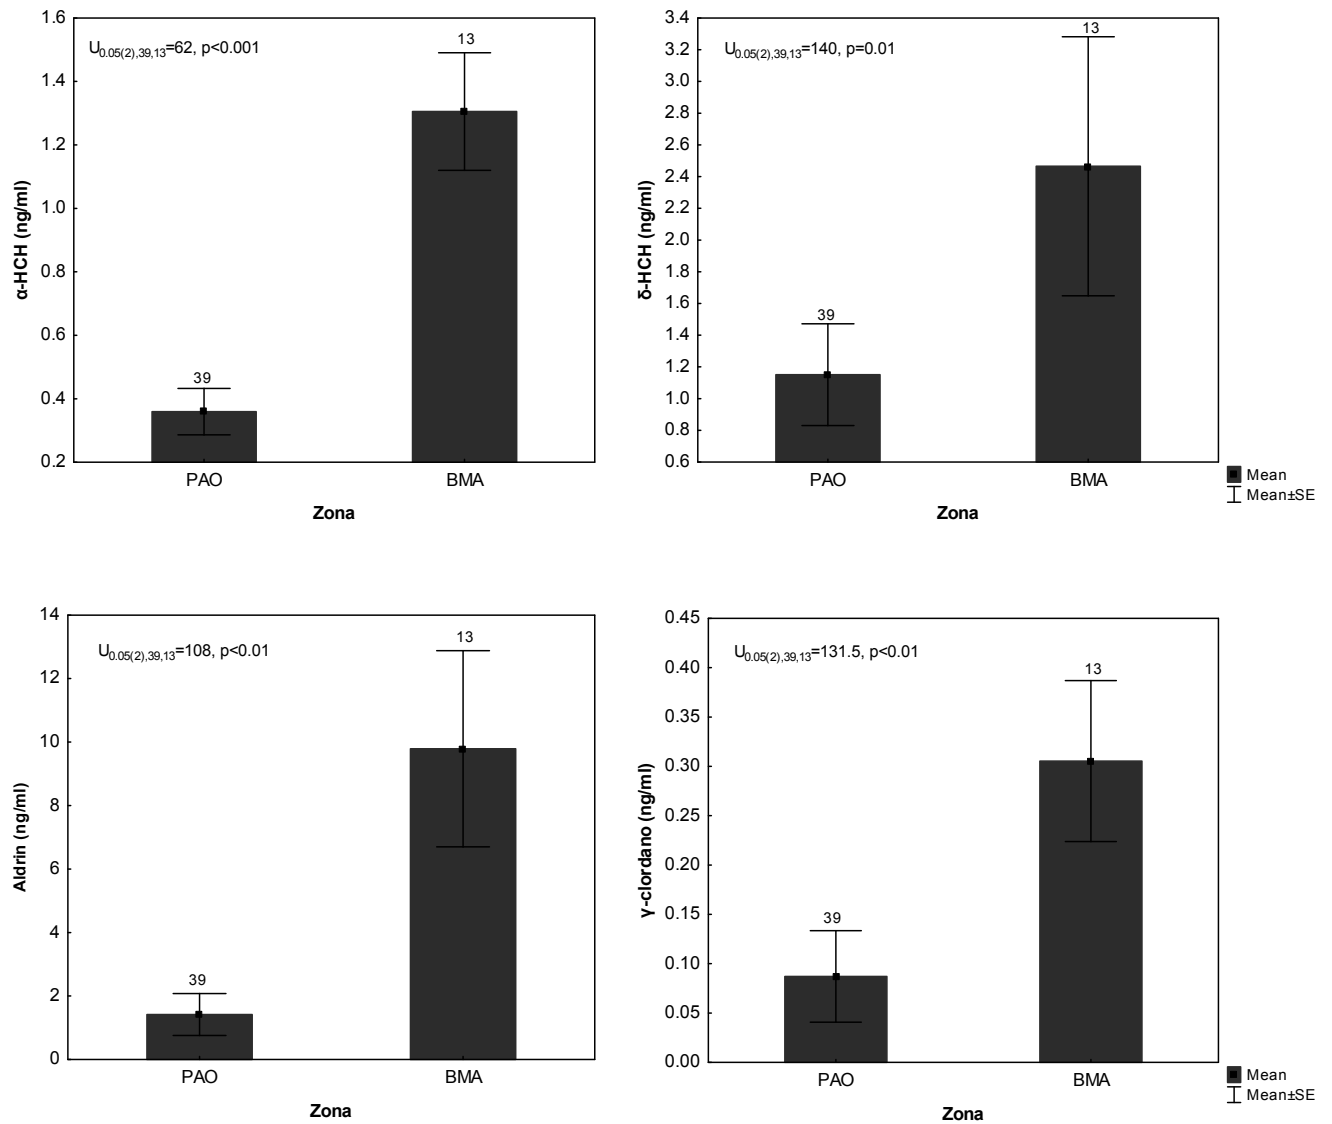 U0.05(2),39,13=62, p<0.001
1.6
1.4
1.2
1.0
0.8
0.6
0.4
0.2
α-HCH (ng/ml)
39
13
PAO
BMA
Zona
U0.05(2),39,13=140, p=0.01
3.4
3.2
3.0
2.8
2.6
2.4
2.2
2.0
1.8
1.6
1.4
1.2
1.0
0.8
0.6
δ-HCH (ng/ml)
39
13
PAO
BMA
Zona
Mean
Mean±SE
U0.05(2),39,13=108, p<0.01
14
12
10
8
6
4
2
0
Aldrin (ng/ml)
39
13
PAO
BMA
Zona
U0.05(2),39,13=131.5, p<0.01
0.45
0.40
0.35
0.30
0.25
0.20
0.15
0.10
0.05
0.00
γ-clordano (ng/ml)
39
13
PAO
BMA
Zona
Mean
Mean±SE